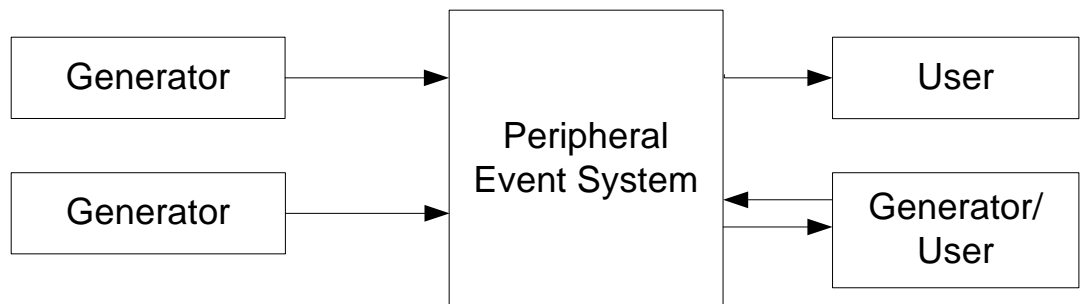 Generator
Generator
Peripheral
Event System
User
Generator/
User